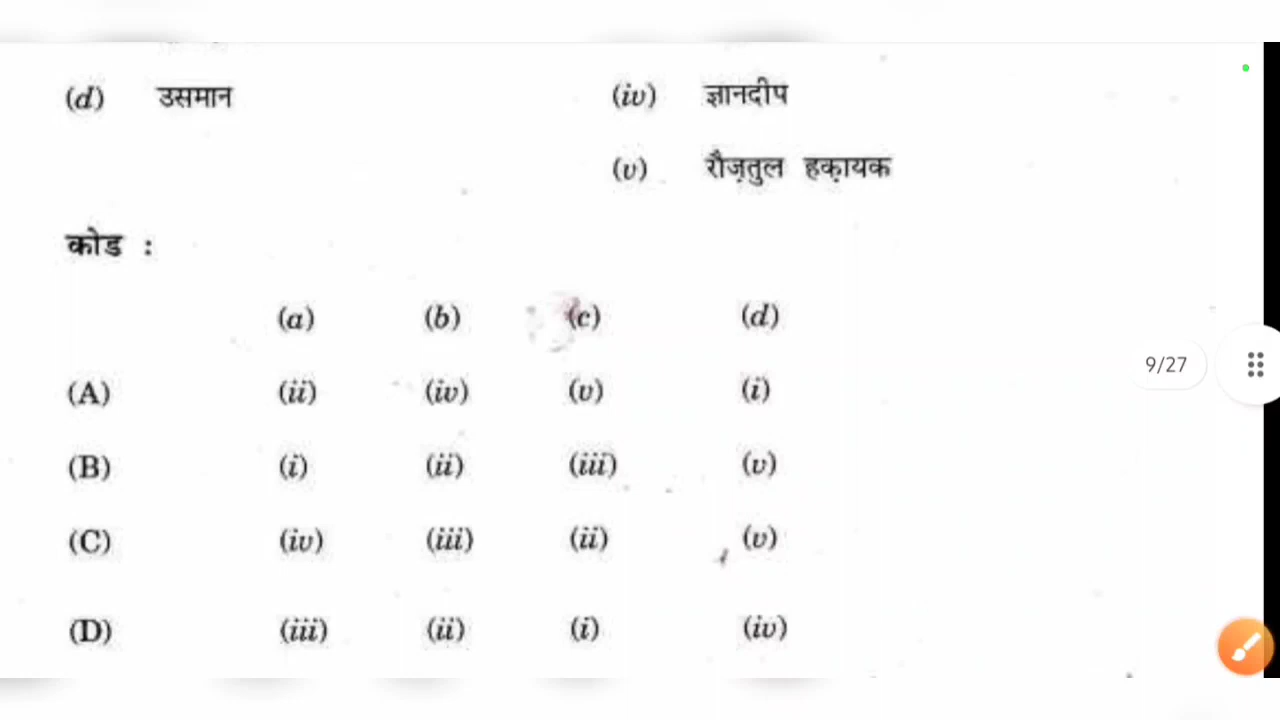 (d) उसमान (iv) ज्ञानदीप
(v) रौज़तुल हक़ायक
कोड :
(a) (b) (c) (d)
(A) (ii) (iv) (v) (i)
(B) (i) (ii) (iii) (v)
9/27
(C) (iv) (iii) (ii) (v)
(D) (iii) (ii) (i) (iv)